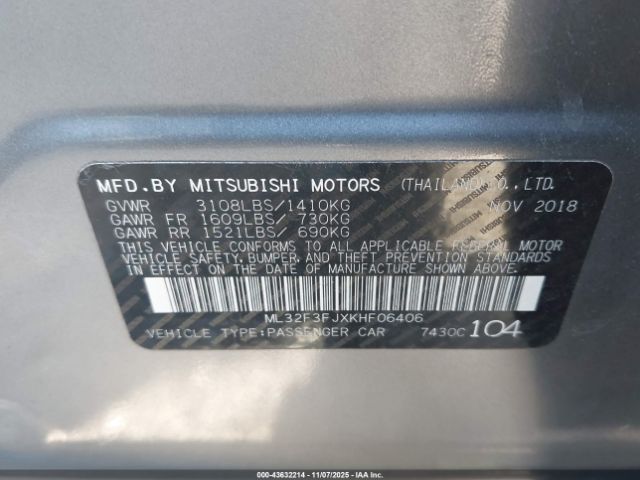 MFD.BY MITSUBISHI MOTORS (THAILAND)CO.,LTD.
GVWR 3108LBS/1410KG NOV 2018
GAWR FR 1609LBS/ 730KG
GAWR RR 1521LBS/ 690KG
THIS VEHICLE CONFORMS TO ALL APPLICABLE FEDERAL MOTOR
VEHICLE SAFETY, BUMPER, AND THEFT PREVENTION STANDARDS
IN EFFECT ON THE DATE OF MANUFACTURE SHOWN ABOVE.
ML32F3FJXKHF06406
VEHICLE TYPE:PASSENGER CAR 7430C 104
000-43632214 - 11/07/2025 - IAAI.COM